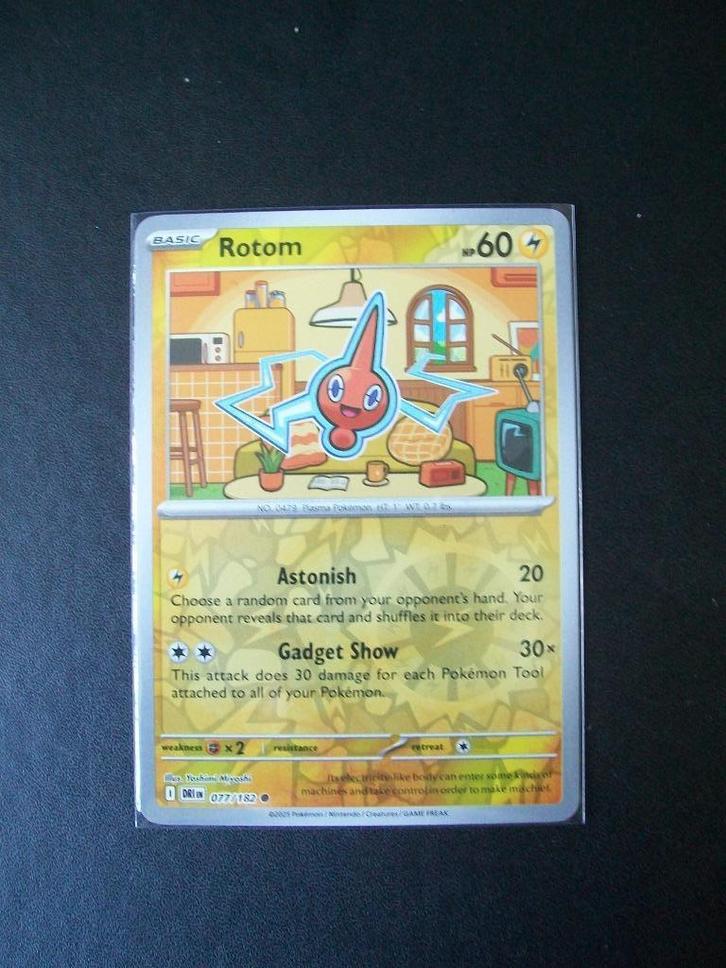 BASIC Rotom HP 60
NO. 0479 Plasma Pokémon HT: 1' WT: 0.7 lbs.
Astonish 20
Choose a random card from your opponent's hand. Your
opponent reveals that card and shuffles it into their deck.
Gadget Show 30×
This attack does 30 damage for each Pokémon Tool
attached to all of your Pokémon.
weakness ×2 resistance retreat
Illus. Yoshimi Miyoshi
I DRI EN 077/182
Its electricity-like body can enter some kinds of
machines and take control in order to make mischief.
©2025 Pokémon / Nintendo / Creatures / GAME FREAK